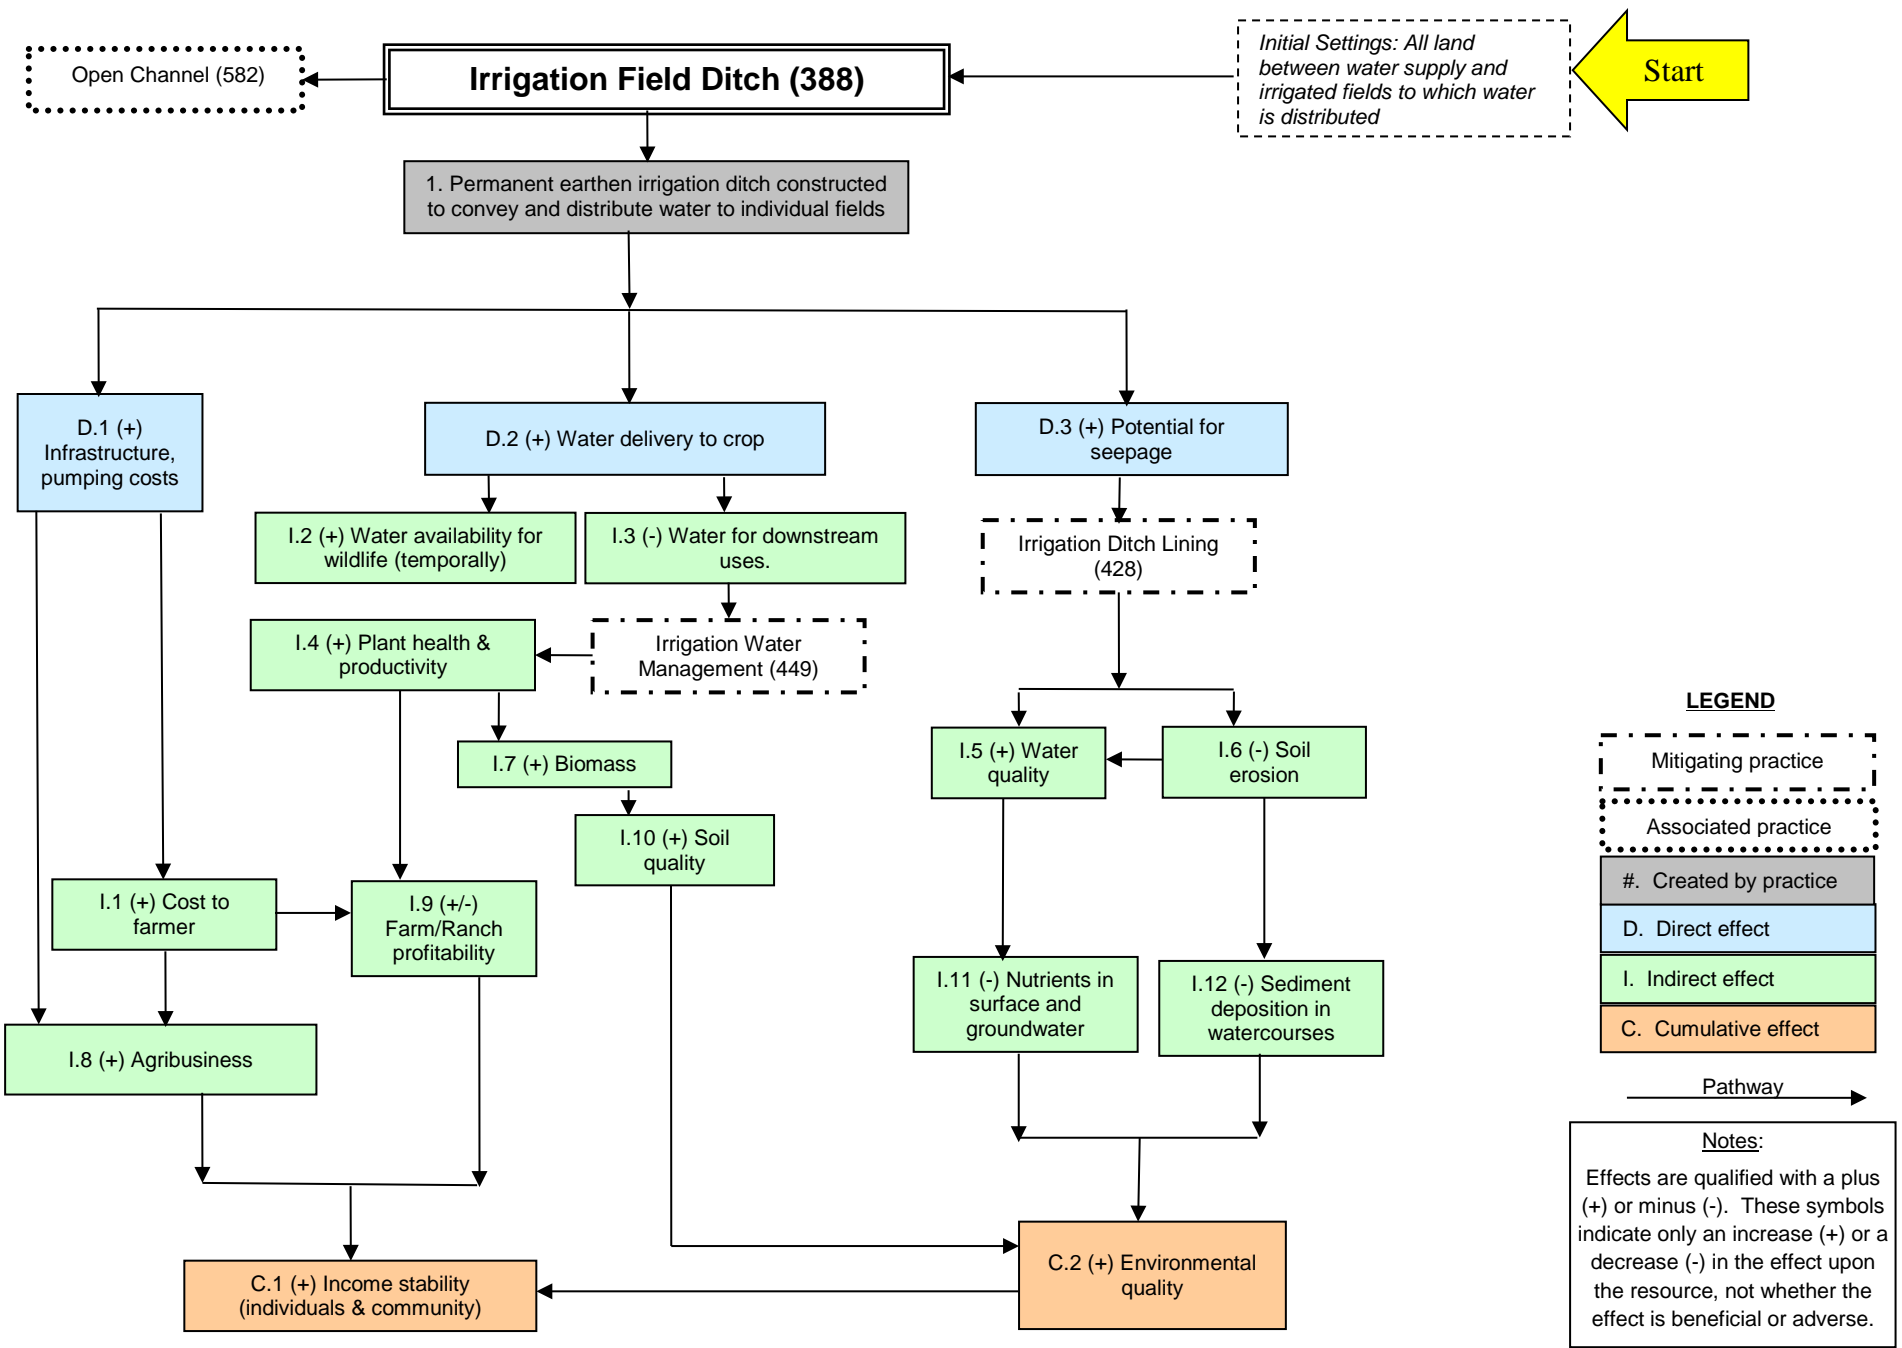 Open Channel (582)
Irrigation Field Ditch (388)
Initial Settings: All land
between water supply and
irrigated fields to which water
is distributed
Start
1. Permanent earthen irrigation ditch constructed
to convey and distribute water to individual fields
D.1 (+)
Infrastructure,
pumping costs
D.2 (+) Water delivery to crop
D.3 (+) Potential for
seepage
I.2 (+) Water availability for
wildlife (temporally)
I.3 (-) Water for downstream
uses.
Irrigation Ditch Lining
(428)
I.4 (+) Plant health &
productivity
Irrigation Water
Management (449)
I.7 (+) Biomass
I.5 (+) Water
quality
I.6 (-) Soil
erosion
I.10 (+) Soil
quality
I.1 (+) Cost to
farmer
I.9 (+/-)
Farm/Ranch
profitability
I.11 (-) Nutrients in
surface and
groundwater
I.12 (-) Sediment
deposition in
watercourses
I.8 (+) Agribusiness
C.1 (+) Income stability
(individuals & community)
C.2 (+) Environmental
quality
LEGEND
Mitigating practice
Associated practice
#. Created by practice
D. Direct effect
I. Indirect effect
C. Cumulative effect
Pathway
Notes:
Effects are qualified with a plus
(+) or minus (-). These symbols
indicate only an increase (+) or a
decrease (-) in the effect upon
the resource, not whether the
effect is beneficial or adverse.